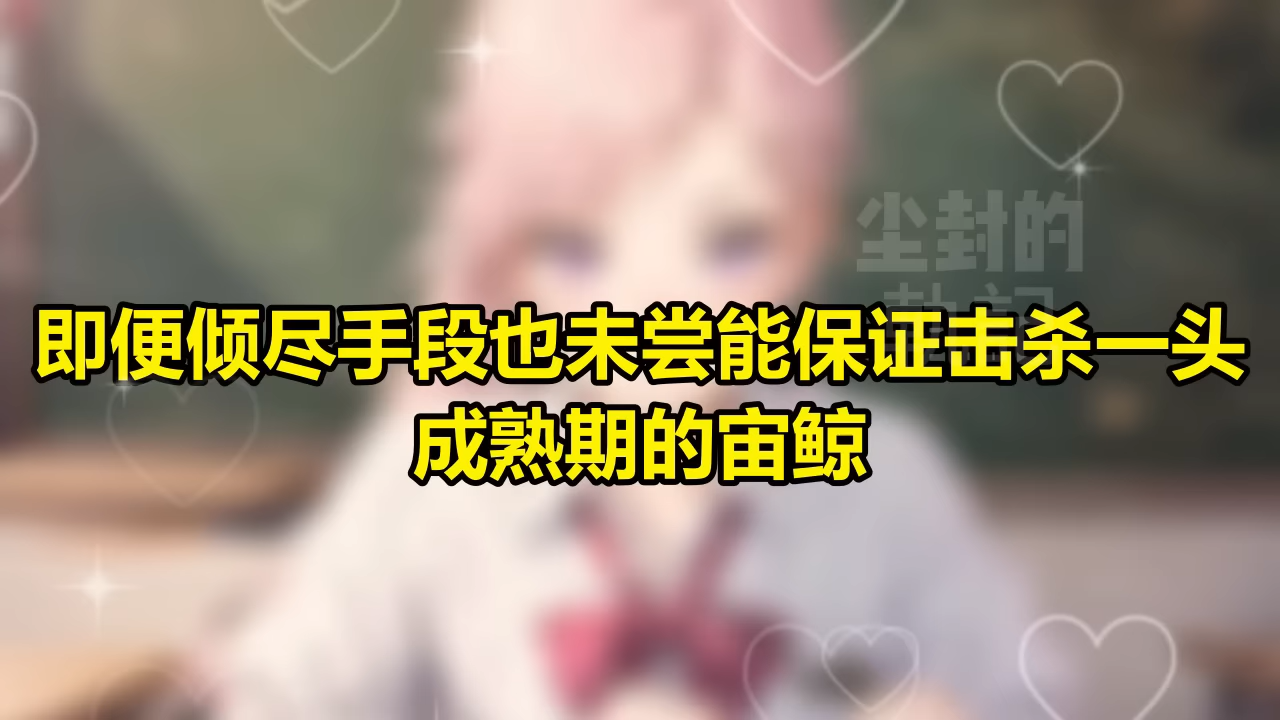 尘封的
即便倾尽手段也未尝能保证击杀一头
成熟期的宙鲸